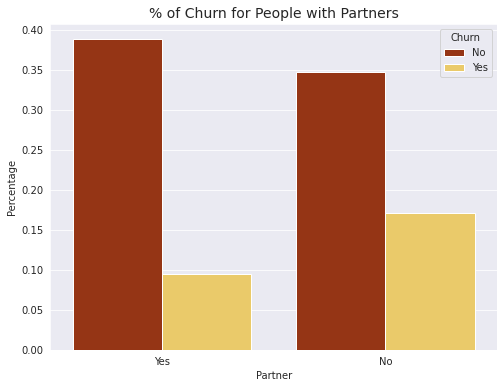 % of Churn for People with Partners
Churn
No
Yes
0.40
0.35
0.30
0.25
0.20
0.15
0.10
0.05
0.00
Percentage
Yes
No
Partner